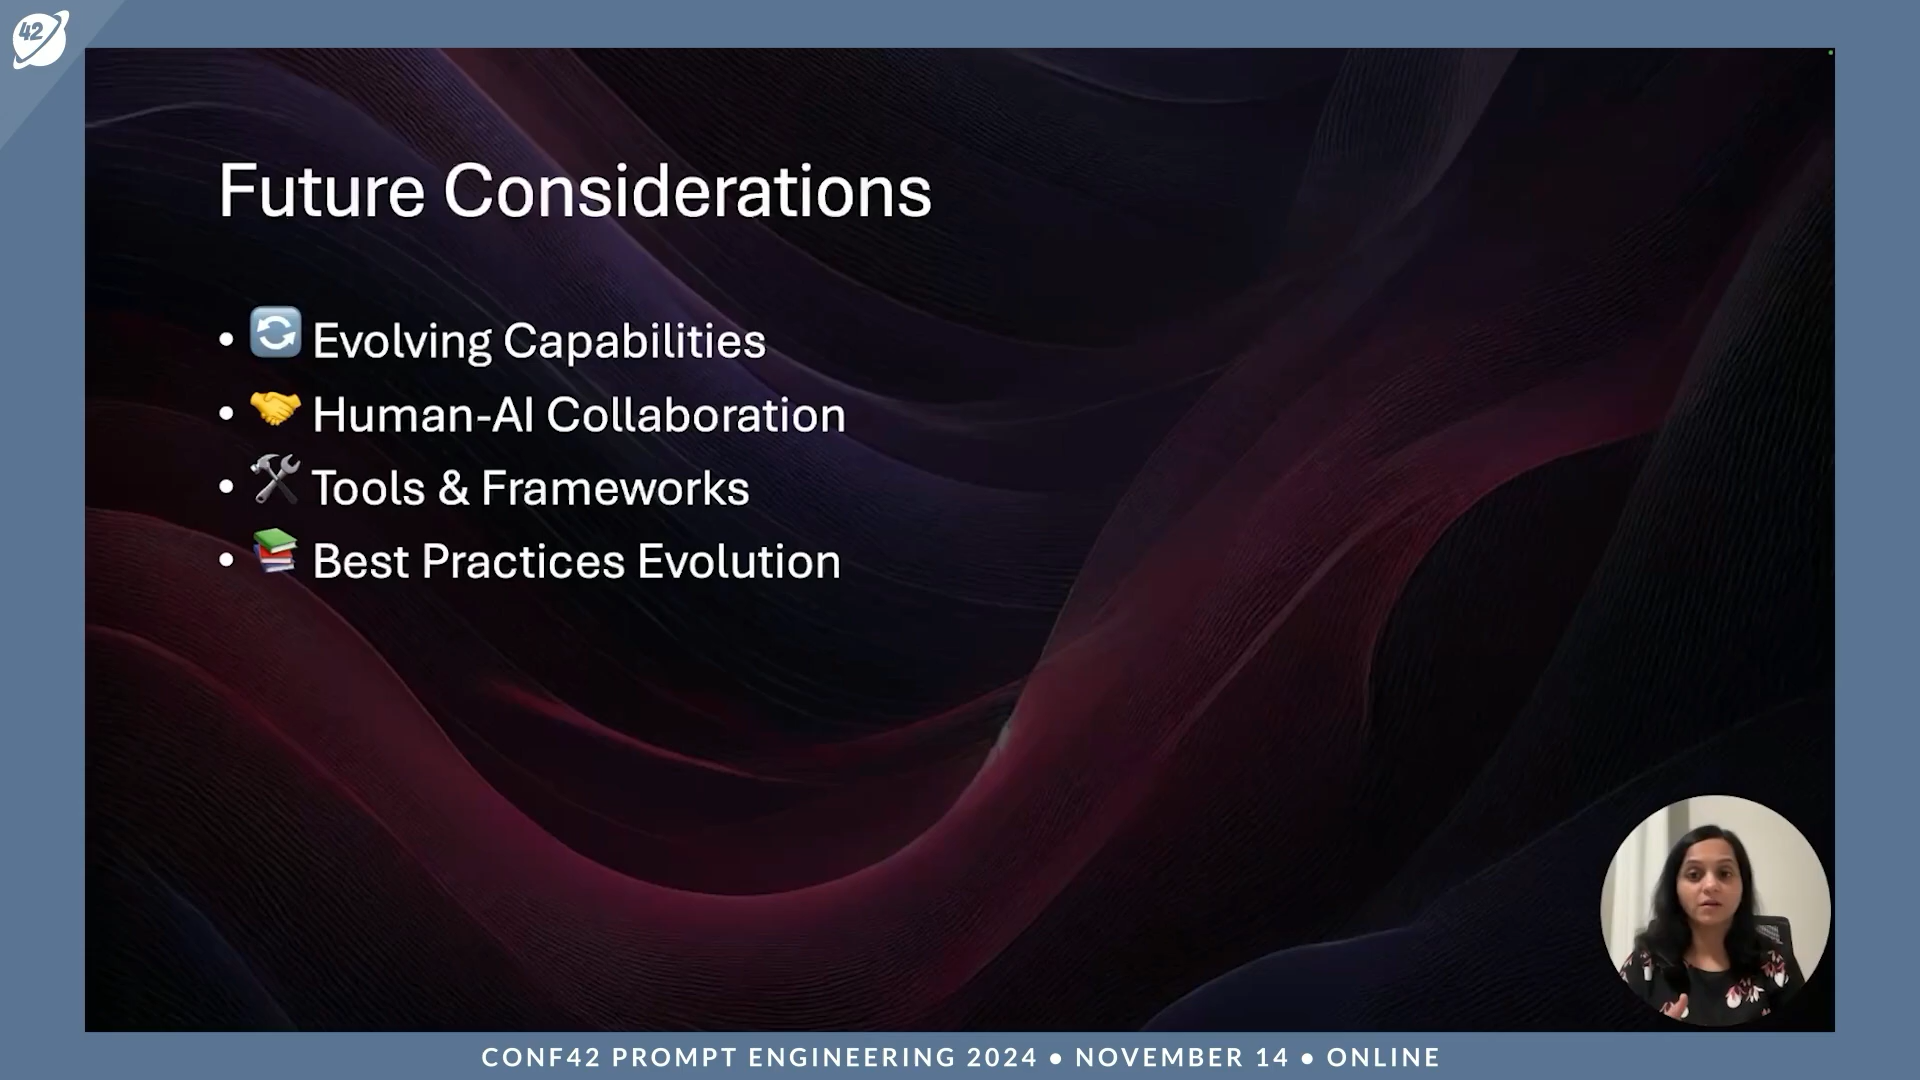 42
Future Considerations
• 🔄 Evolving Capabilities
• 🤝 Human-AI Collaboration
• 🛠 Tools & Frameworks
• 📚 Best Practices Evolution
CONF42 PROMPT ENGINEERING 2024 • NOVEMBER 14 • ONLINE